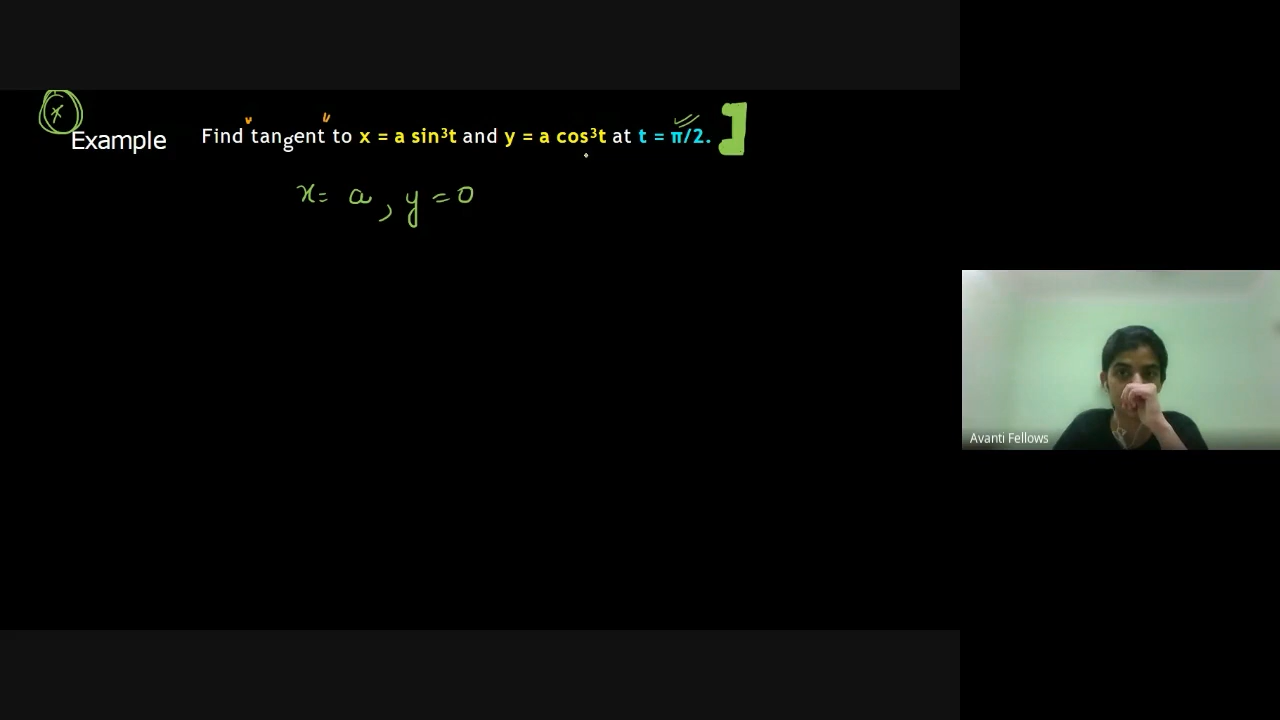 Example Find tangent to x = a sin³t and y = a cos³t at t = π/2.
x = a , y = 0
Avanti Fellows